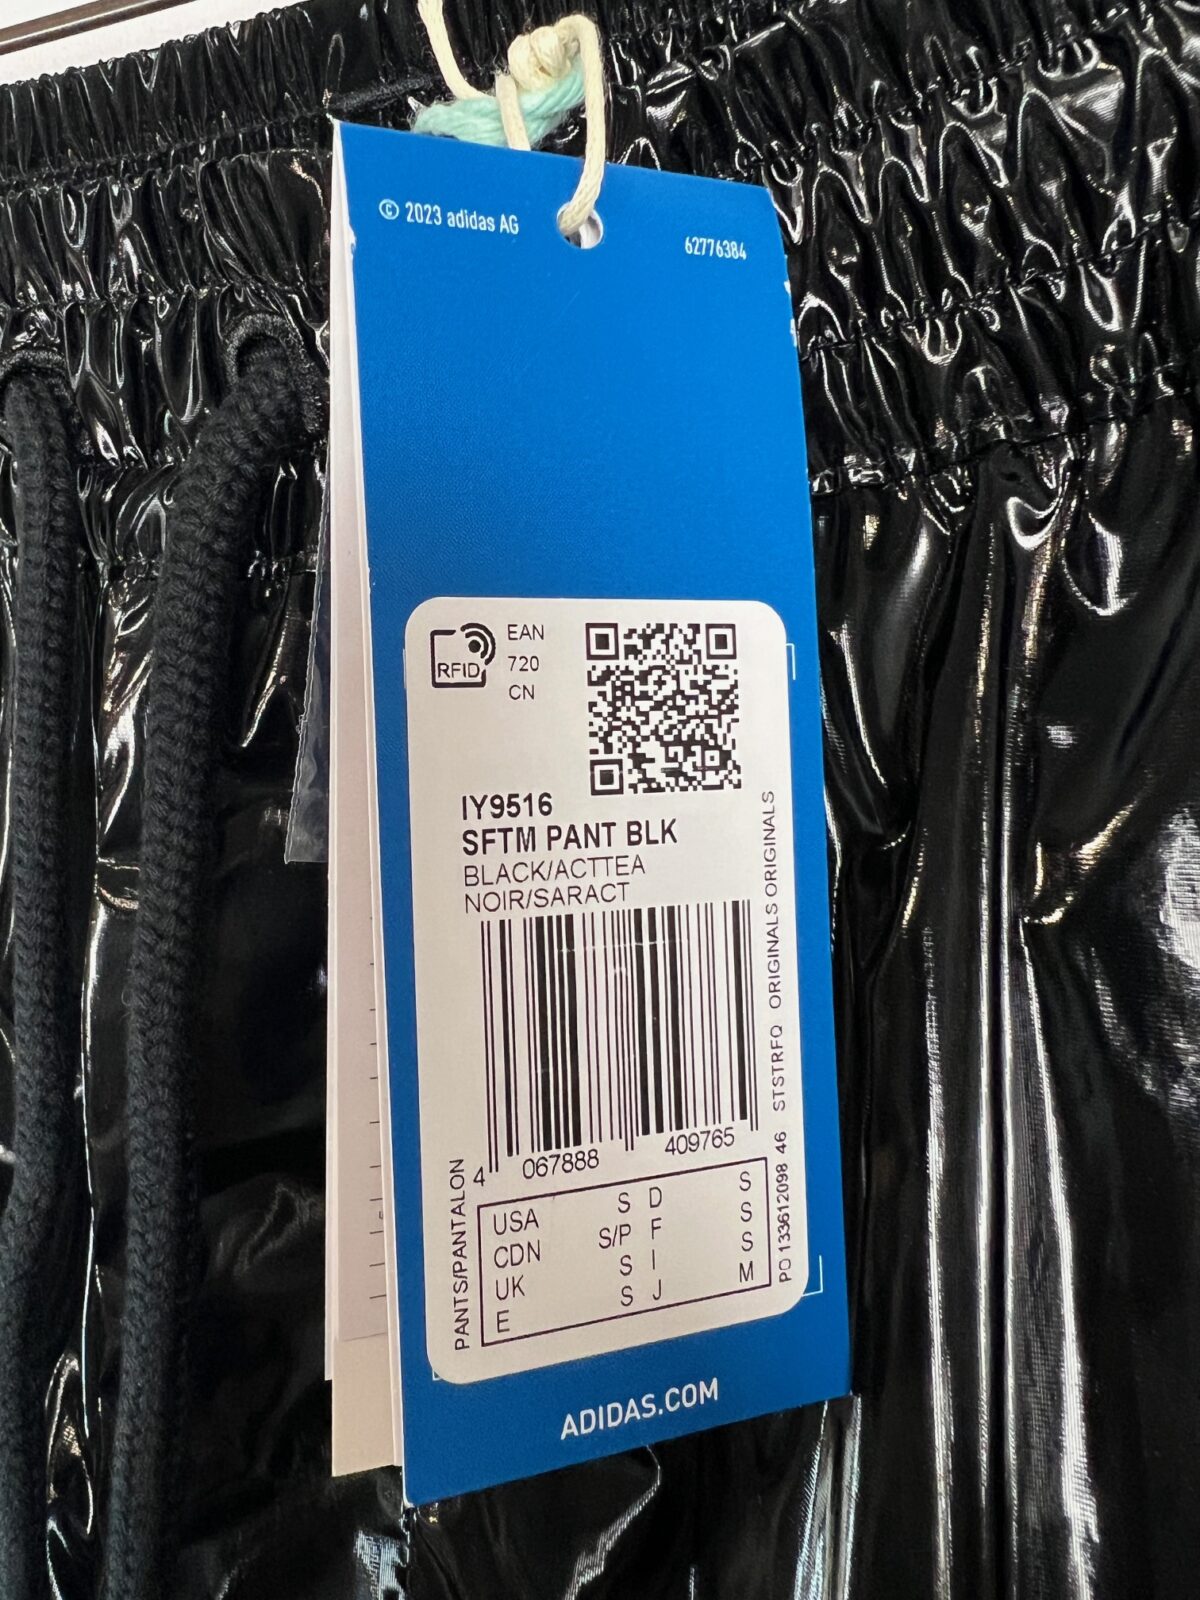 © 2023 adidas AG
62776384
RFID
EAN
720
CN
IY9516
SFTM PANT BLK
BLACK/ACTTEA
NOIR/SARACT
4 067888 409765
PANTS/PANTALON
USA S D S
CDN S/P F S
UK S I S
E S J M
PO 133612098 46 STSTRFQ ORIGINALS ORIGINALS
ADIDAS.COM